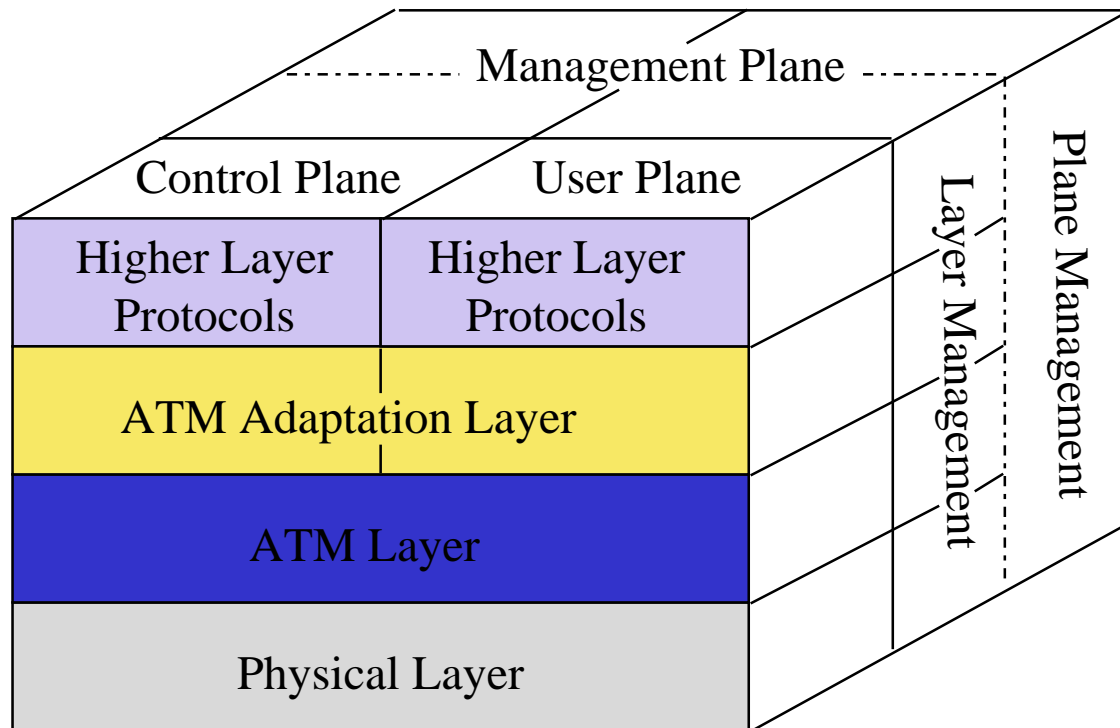 Management Plane
Control Plane
User Plane
Higher Layer
Protocols
Higher Layer
Protocols
ATM Adaptation Layer
ATM Layer
Physical Layer
Layer Management
Plane Management